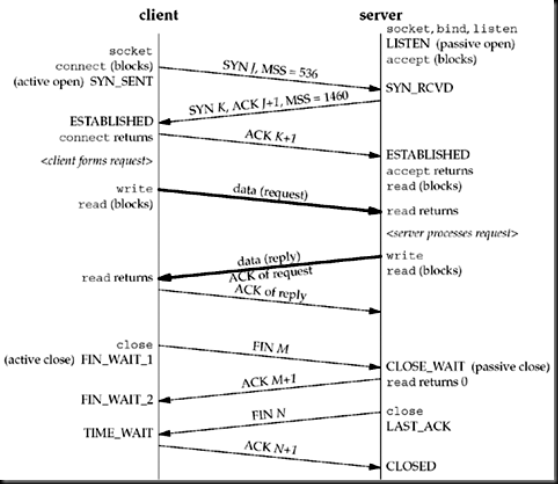 client
server
socket, bind, listen
LISTEN (passive open)
accept (blocks)
socket
connect (blocks)
(active open) SYN_SENT
SYN J, MSS = 536
SYN_RCVD
SYN K, ACK J+1, MSS = 1460
ESTABLISHED
connect returns
ACK K+1
<client forms request>
ESTABLISHED
accept returns
read (blocks)
write
read (blocks)
data (request)
read returns
<server processes request>
write
read (blocks)
data (reply)
ACK of request
read returns
ACK of reply
close
(active close) FIN_WAIT_1
FIN M
CLOSE_WAIT (passive close)
read returns 0
ACK M+1
FIN_WAIT_2
close
LAST_ACK
FIN N
TIME_WAIT
ACK N+1
CLOSED